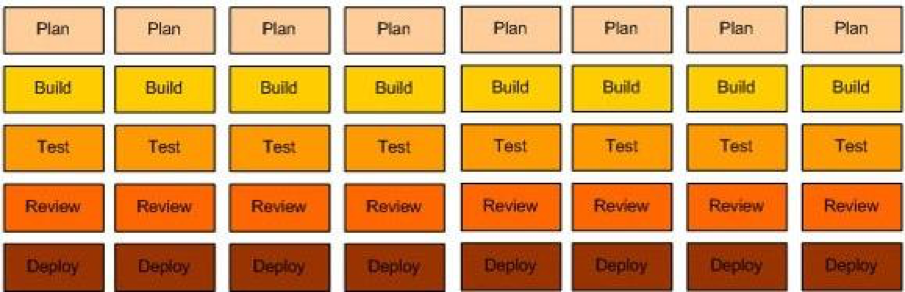 Plan Plan Plan Plan Plan Plan Plan Plan
Build Build Build Build Build Build Build Build
Test Test Test Test Test Test Test Test
Review Review Review Review Review Review Review Review
Deploy Deploy Deploy Deploy Deploy Deploy Deploy Deploy